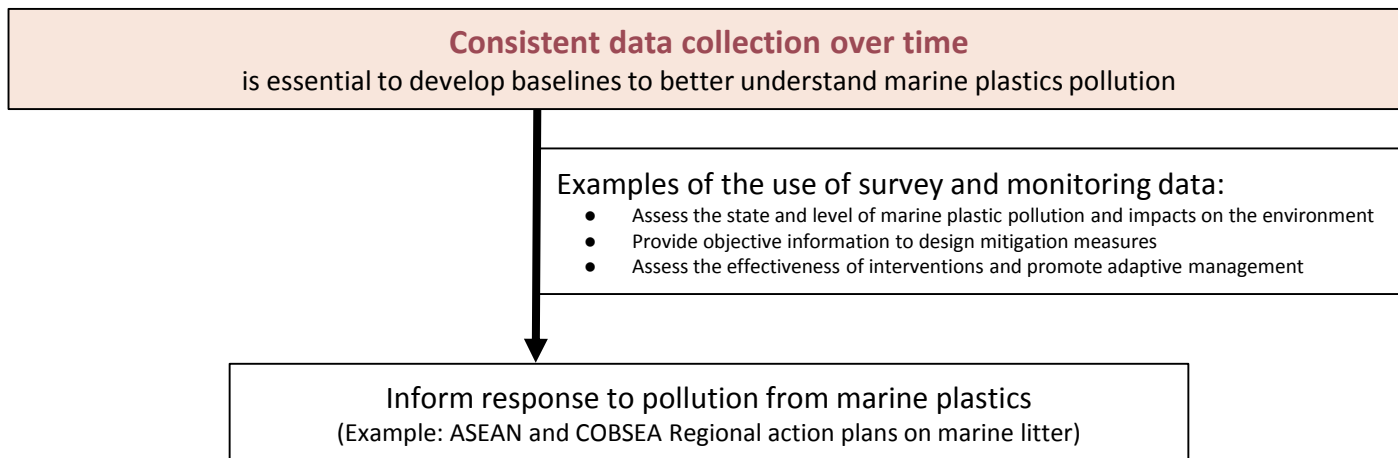 Consistent data collection over time
is essential to develop baselines to better understand marine plastics pollution
Examples of the use of survey and monitoring data:
● Assess the state and level of marine plastic pollution and impacts on the environment
● Provide objective information to design mitigation measures
● Assess the effectiveness of interventions and promote adaptive management
Inform response to pollution from marine plastics
(Example: ASEAN and COBSEA Regional action plans on marine litter)